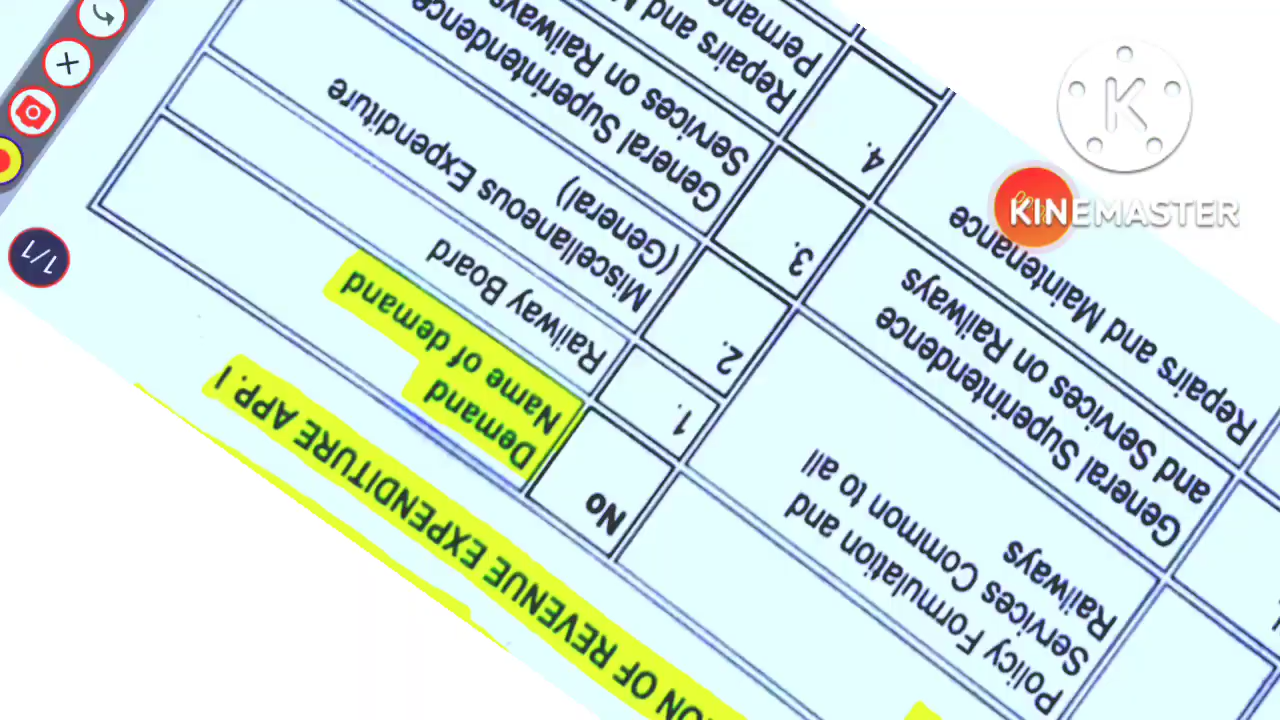 ION OF REVENUE EXPENDITURE APP. I
No
Demand
Name of demand
Policy Formulation and
Services Common to all
Railways
1.
Railway Board
2.
Miscellaneous Expenditure
(General)
General Superintendence
and Services on Railways
3.
General Superintendence
Services on Railways
Repairs and Maintenance
4.
Repairs and
Permane
1/1
K
KINEMASTER